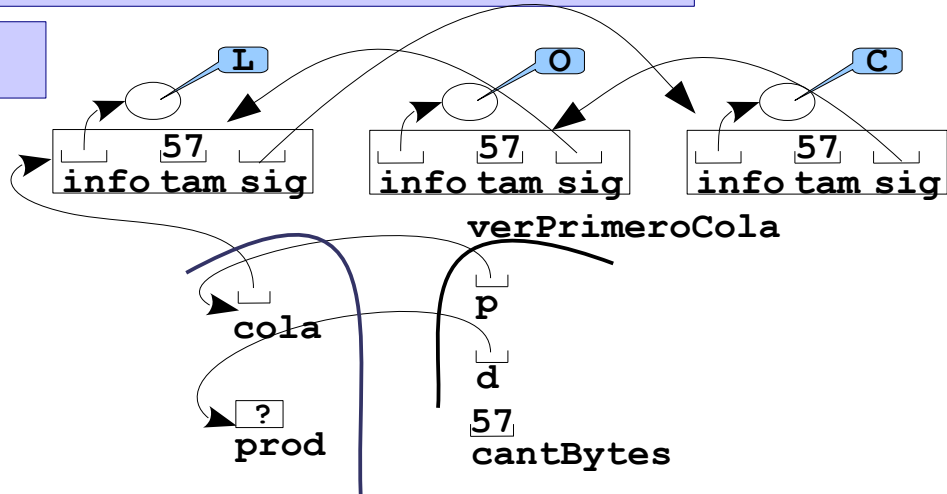 L O C
57 57 57
info tam sig info tam sig info tam sig
verPrimeroCola
p
cola
d
?
prod
57
cantBytes